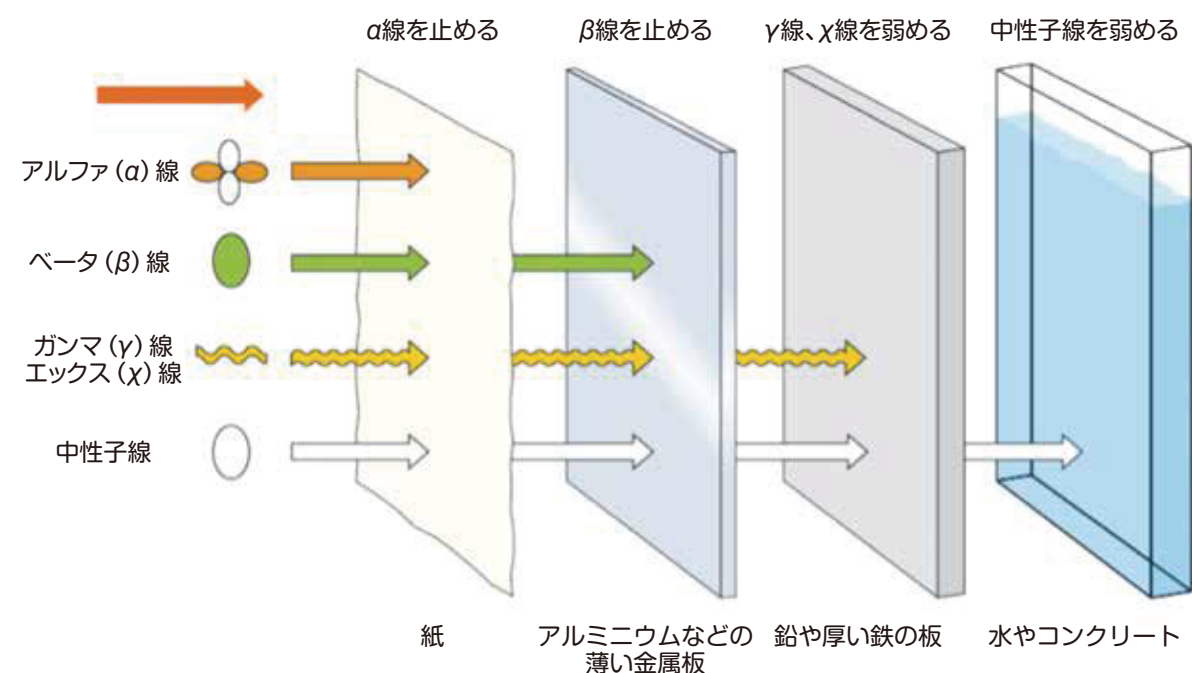 α線を止める
β線を止める
γ線、χ線を弱める
中性子線を弱める
アルファ(α)線
ベータ(β)線
ガンマ(γ)線
エックス(χ)線
中性子線
紙
アルミニウムなどの
薄い金属板
鉛や厚い鉄の板
水やコンクリート